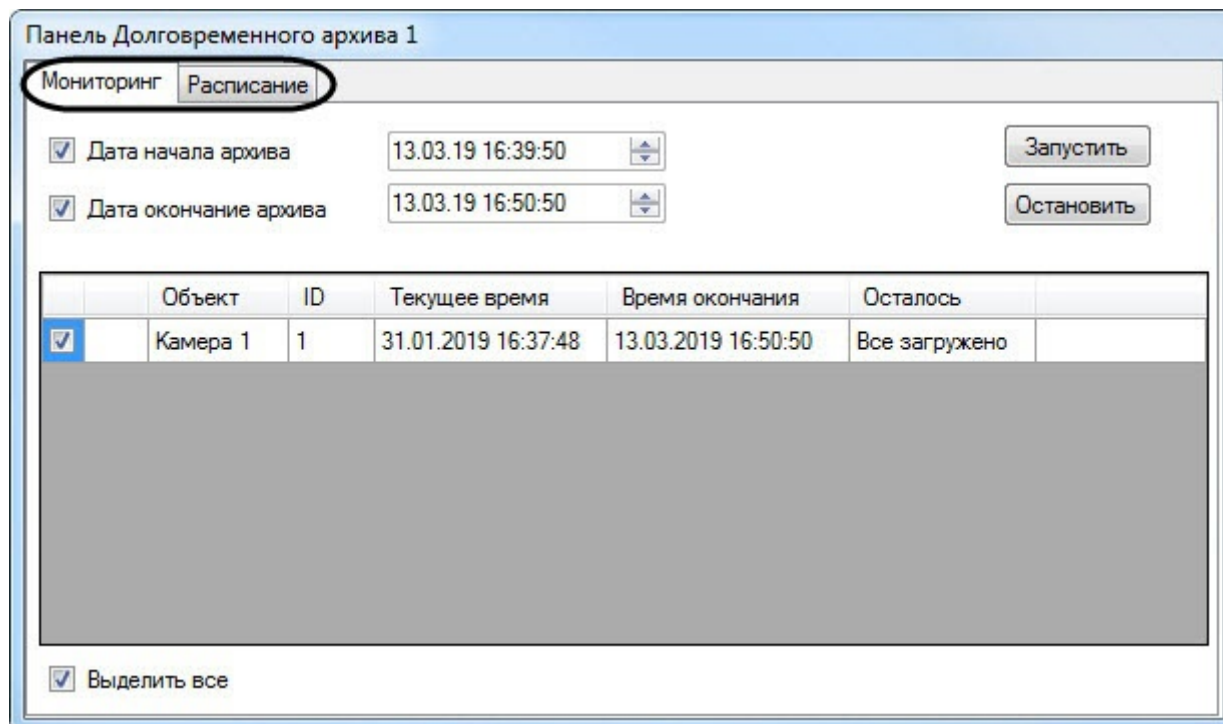 Панель Долговременного архива 1
Мониторинг Расписание
Дата начала архива 13.03.19 16:39:50 Запустить
Дата окончание архива 13.03.19 16:50:50 Остановить
Объект ID Текущее время Время окончания Осталось
Камера 1 1 31.01.2019 16:37:48 13.03.2019 16:50:50 Все загружено
Выделить все